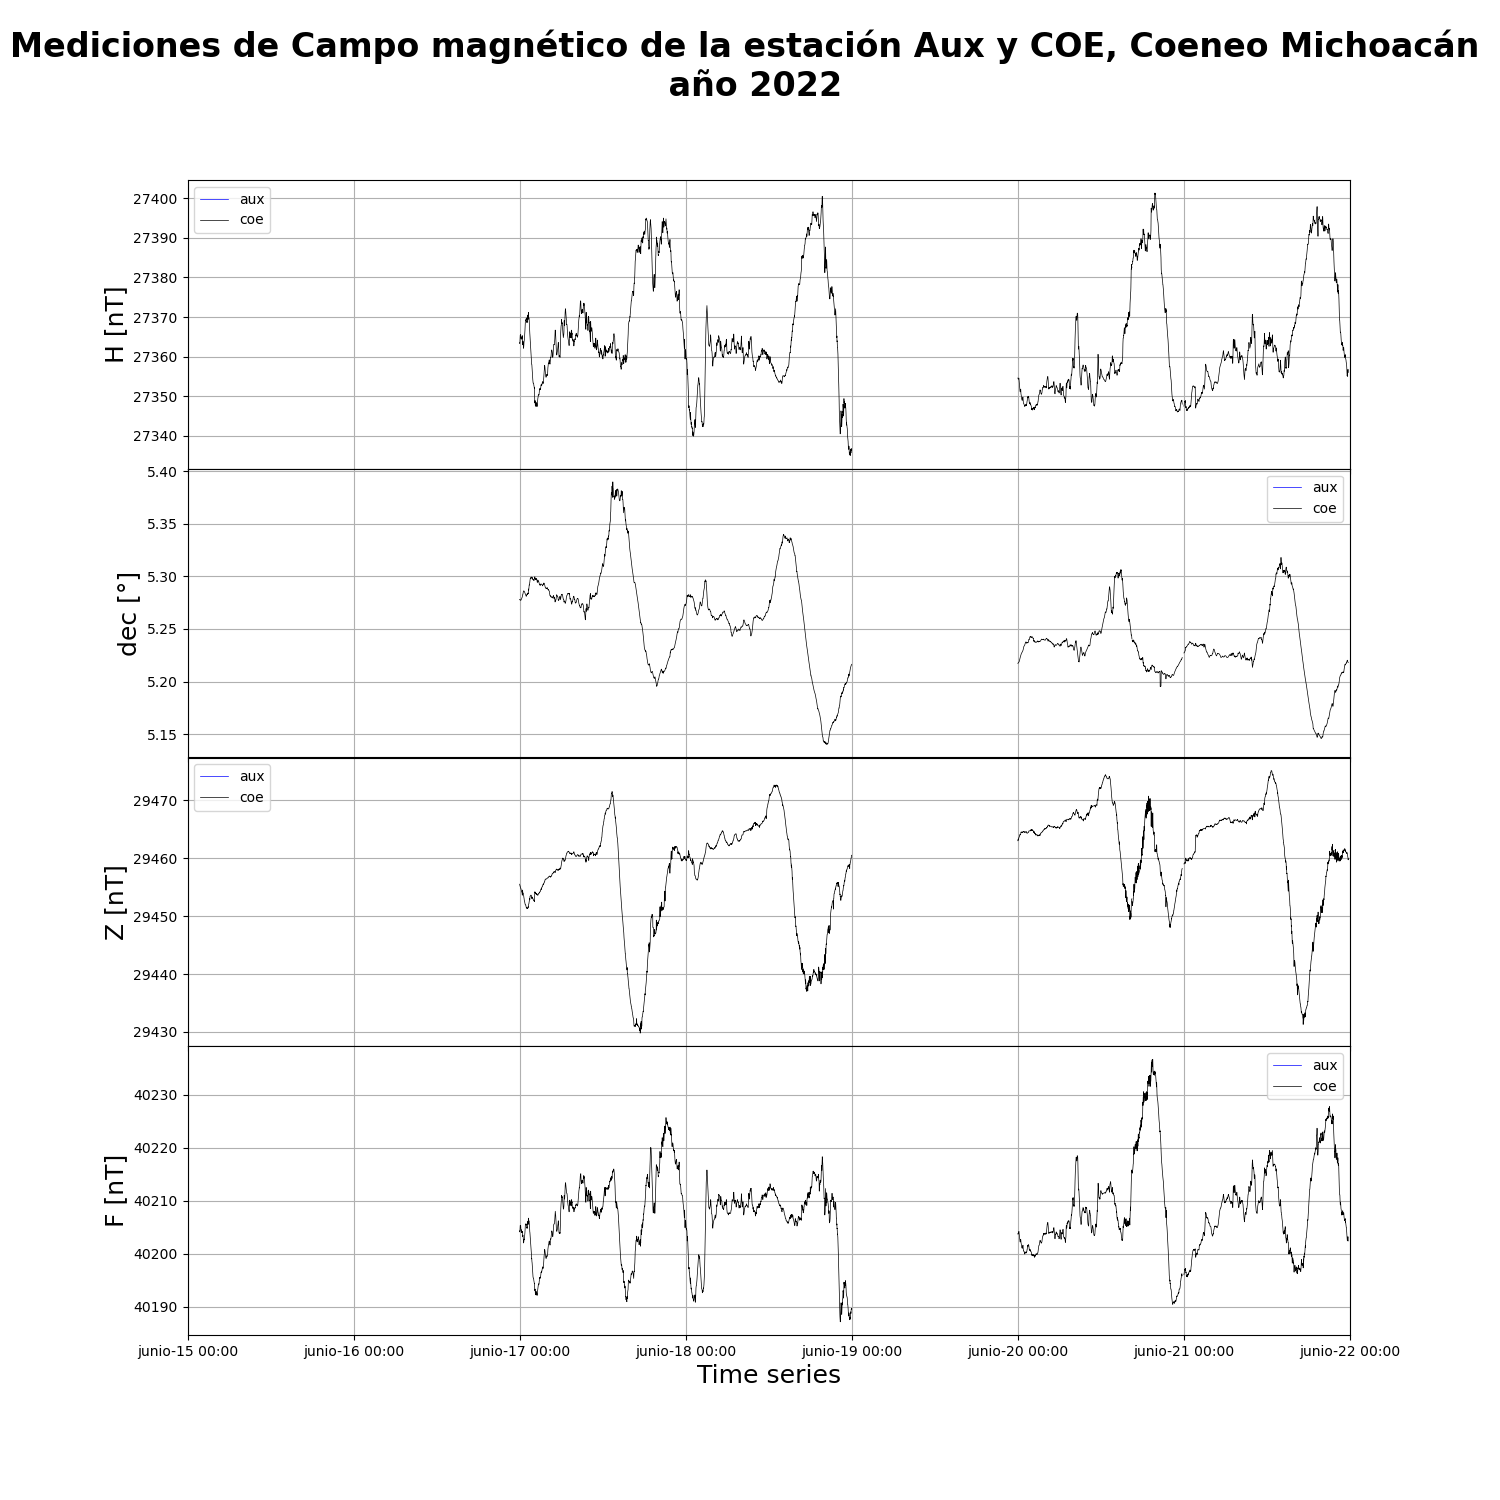 Mediciones de Campo magnético de la estación Aux y COE, Coeneo Michoacán
año 2022
H [nT]
27400
27390
27380
27370
27360
27350
27340
aux
coe
dec [°]
5.40
5.35
5.30
5.25
5.20
5.15
aux
coe
Z [nT]
29470
29460
29450
29440
29430
aux
coe
F [nT]
40230
40220
40210
40200
40190
aux
coe
junio-15 00:00 junio-16 00:00 junio-17 00:00 junio-18 00:00 junio-19 00:00 junio-20 00:00 junio-21 00:00 junio-22 00:00
Time series